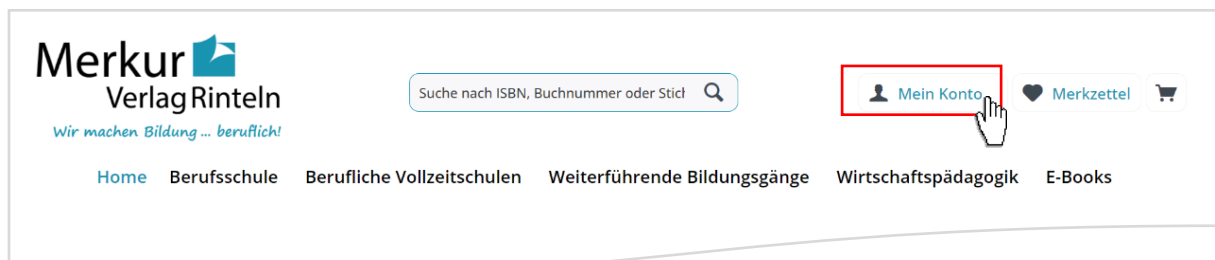 Merkur
Verlag Rinteln
Wir machen Bildung ... beruflich!
Suche nach ISBN, Buchnummer oder Stich
Mein Konto
Merkzettel
Home Berufsschule Berufliche Vollzeitschulen Weiterführende Bildungsgänge Wirtschaftspädagogik E-Books